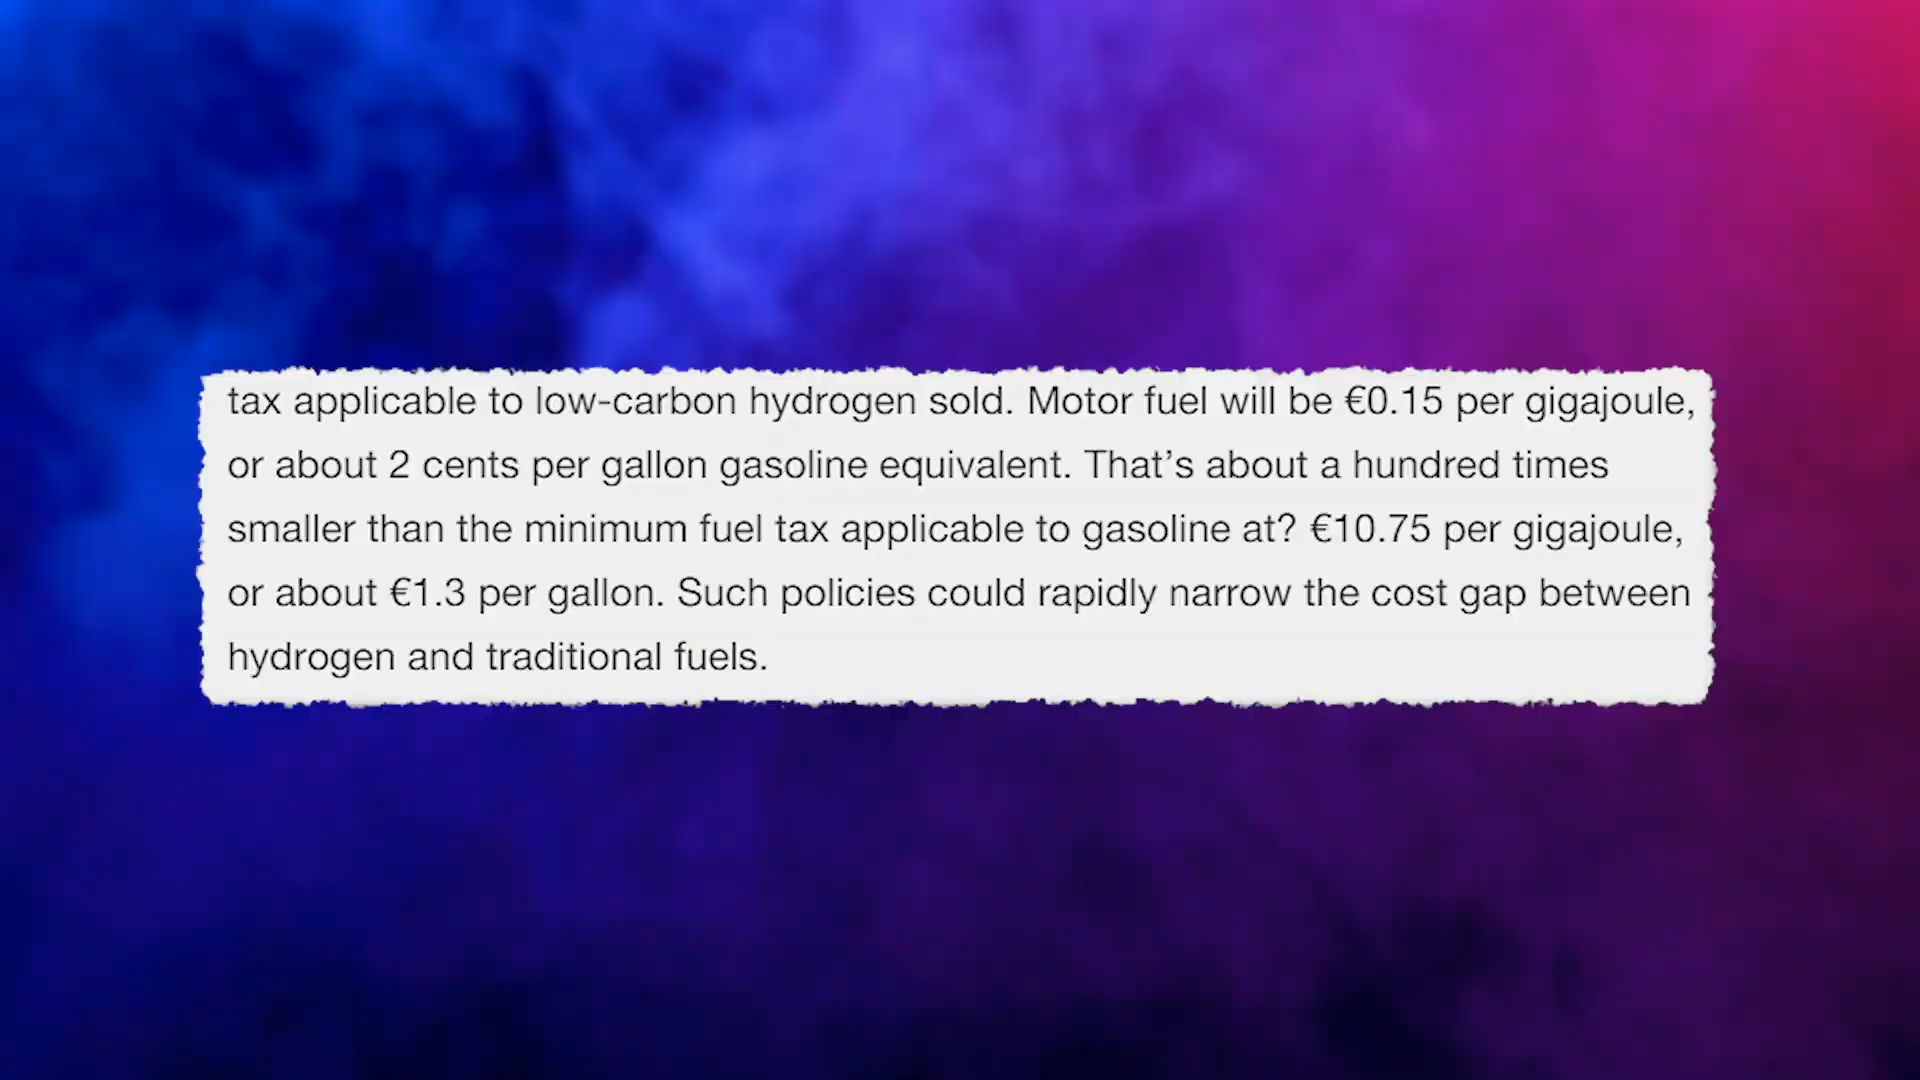 tax applicable to low-carbon hydrogen sold. Motor fuel will be €0.15 per gigajoule,
or about 2 cents per gallon gasoline equivalent. That’s about a hundred times
smaller than the minimum fuel tax applicable to gasoline at? €10.75 per gigajoule,
or about €1.3 per gallon. Such policies could rapidly narrow the cost gap between
hydrogen and traditional fuels.